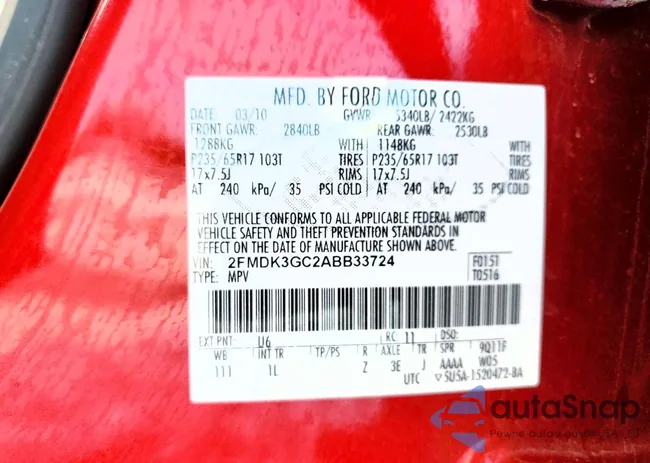 MFD. BY FORD MOTOR CO.
DATE: 03/10 GVWR: 5340LB/ 2422KG
FRONT GAWR: 2840LB REAR GAWR: 2530LB
1288KG WITH 1148KG WITH
P235/65R17 103T TIRES P235/65R17 103T TIRES
17x7.5J RIMS 17x7.5J RIMS
AT 240 kPa/ 35 PSI COLD AT 240 kPa/ 35 PSI COLD
THIS VEHICLE CONFORMS TO ALL APPLICABLE FEDERAL MOTOR
VEHICLE SAFETY AND THEFT PREVENTION STANDARDS IN
EFFECT ON THE DATE OF MANUFACTURE SHOWN ABOVE.
VIN: 2FMDK3GC2ABB33724 F0151
TYPE: MPV T0516
EXT PNT: U6 RC: 11 DSO:
WB INT TR TP/PS R AXLE TR SPR 9Q11F
111 1L Z 3E J AAAA W05
UTC ▽5USA-1520472-BA
autaSnap
Pewne auta z